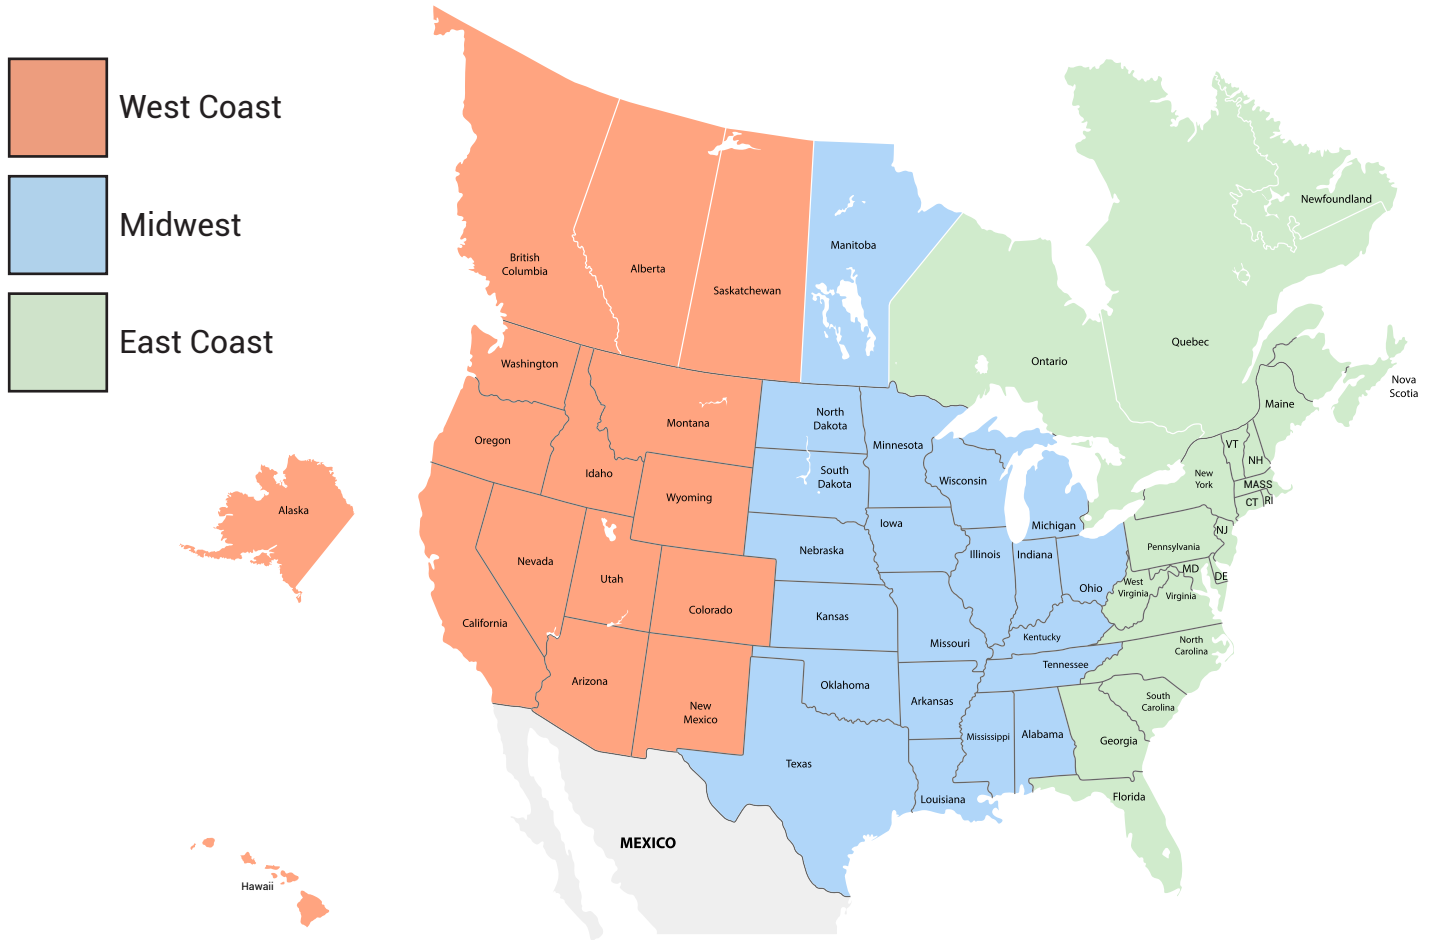 West Coast
Midwest
East Coast
British
Columbia
Alberta
Saskatchewan
Manitoba
Ontario
Quebec
Newfoundland
Nova
Scotia
Washington
Oregon
Idaho
Montana
Wyoming
California
Nevada
Utah
Colorado
Arizona
New
Mexico
Alaska
Hawaii
North
Dakota
South
Dakota
Nebraska
Kansas
Oklahoma
Texas
Minnesota
Iowa
Missouri
Arkansas
Louisiana
Wisconsin
Illinois
Michigan
Indiana
Ohio
Kentucky
Tennessee
Mississippi
Alabama
Maine
VT
NH
New
York
MASS
CT
RI
NJ
Pennsylvania
MD
DE
West
Virginia
Virginia
North
Carolina
South
Carolina
Georgia
Florida
MEXICO